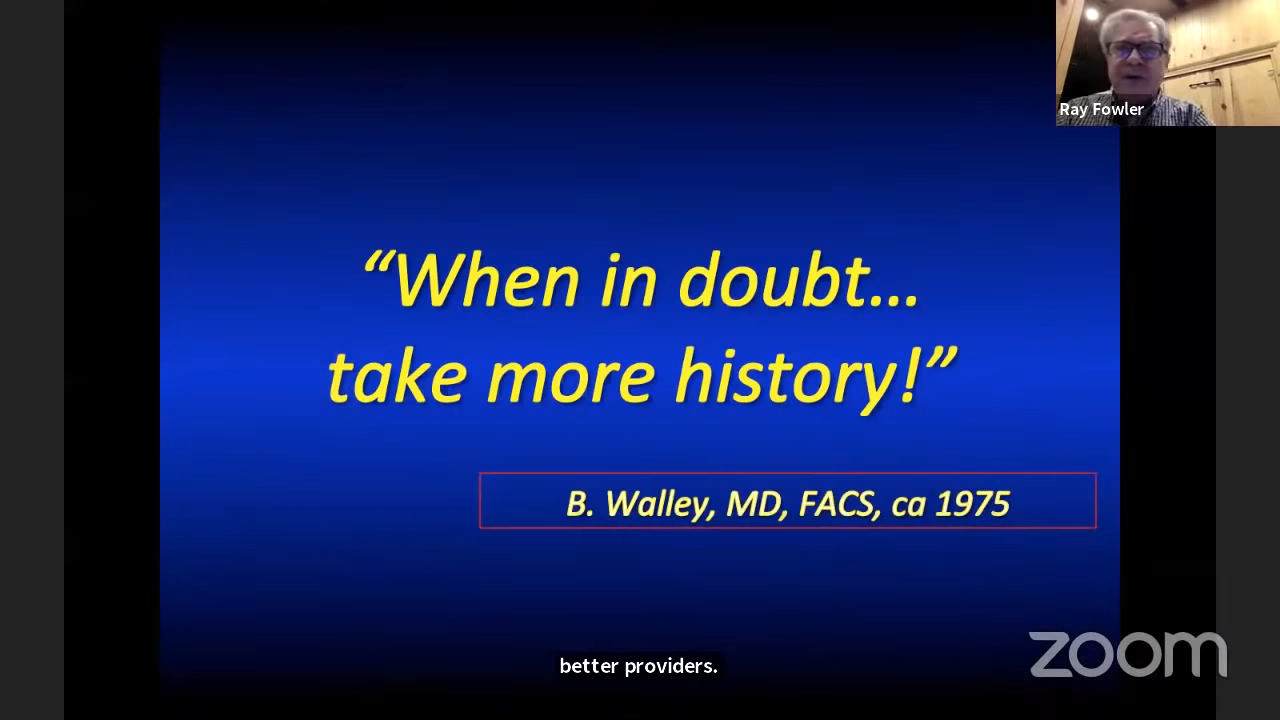 Ray Fowler
“When in doubt…
take more history!”
B. Walley, MD, FACS, ca 1975
better providers.
zoom